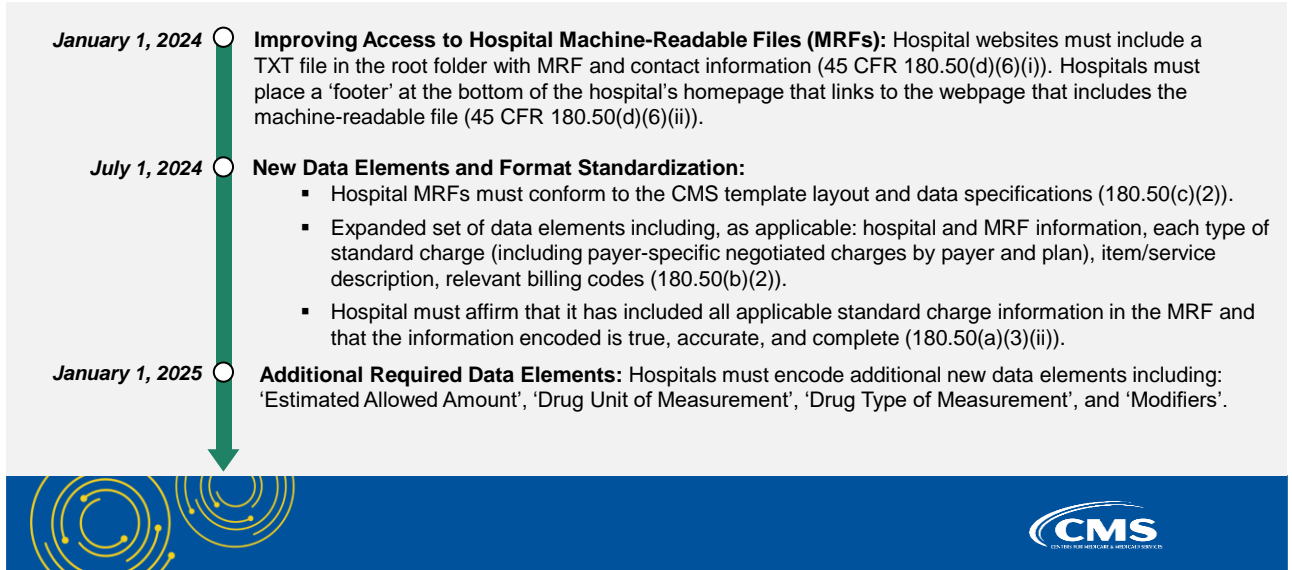 January 1, 2024
Improving Access to Hospital Machine-Readable Files (MRFs): Hospital websites must include a
TXT file in the root folder with MRF and contact information (45 CFR 180.50(d)(6)(i)). Hospitals must
place a ‘footer’ at the bottom of the hospital’s homepage that links to the webpage that includes the
machine-readable file (45 CFR 180.50(d)(6)(ii)).
July 1, 2024
New Data Elements and Format Standardization:
▪ Hospital MRFs must conform to the CMS template layout and data specifications (180.50(c)(2)).
▪ Expanded set of data elements including, as applicable: hospital and MRF information, each type of
standard charge (including payer-specific negotiated charges by payer and plan), item/service
description, relevant billing codes (180.50(b)(2)).
▪ Hospital must affirm that it has included all applicable standard charge information in the MRF and
that the information encoded is true, accurate, and complete (180.50(a)(3)(ii)).
January 1, 2025
Additional Required Data Elements: Hospitals must encode additional new data elements including:
‘Estimated Allowed Amount’, ‘Drug Unit of Measurement’, ‘Drug Type of Measurement’, and ‘Modifiers’.
CMS
CENTERS FOR MEDICARE & MEDICAID SERVICES